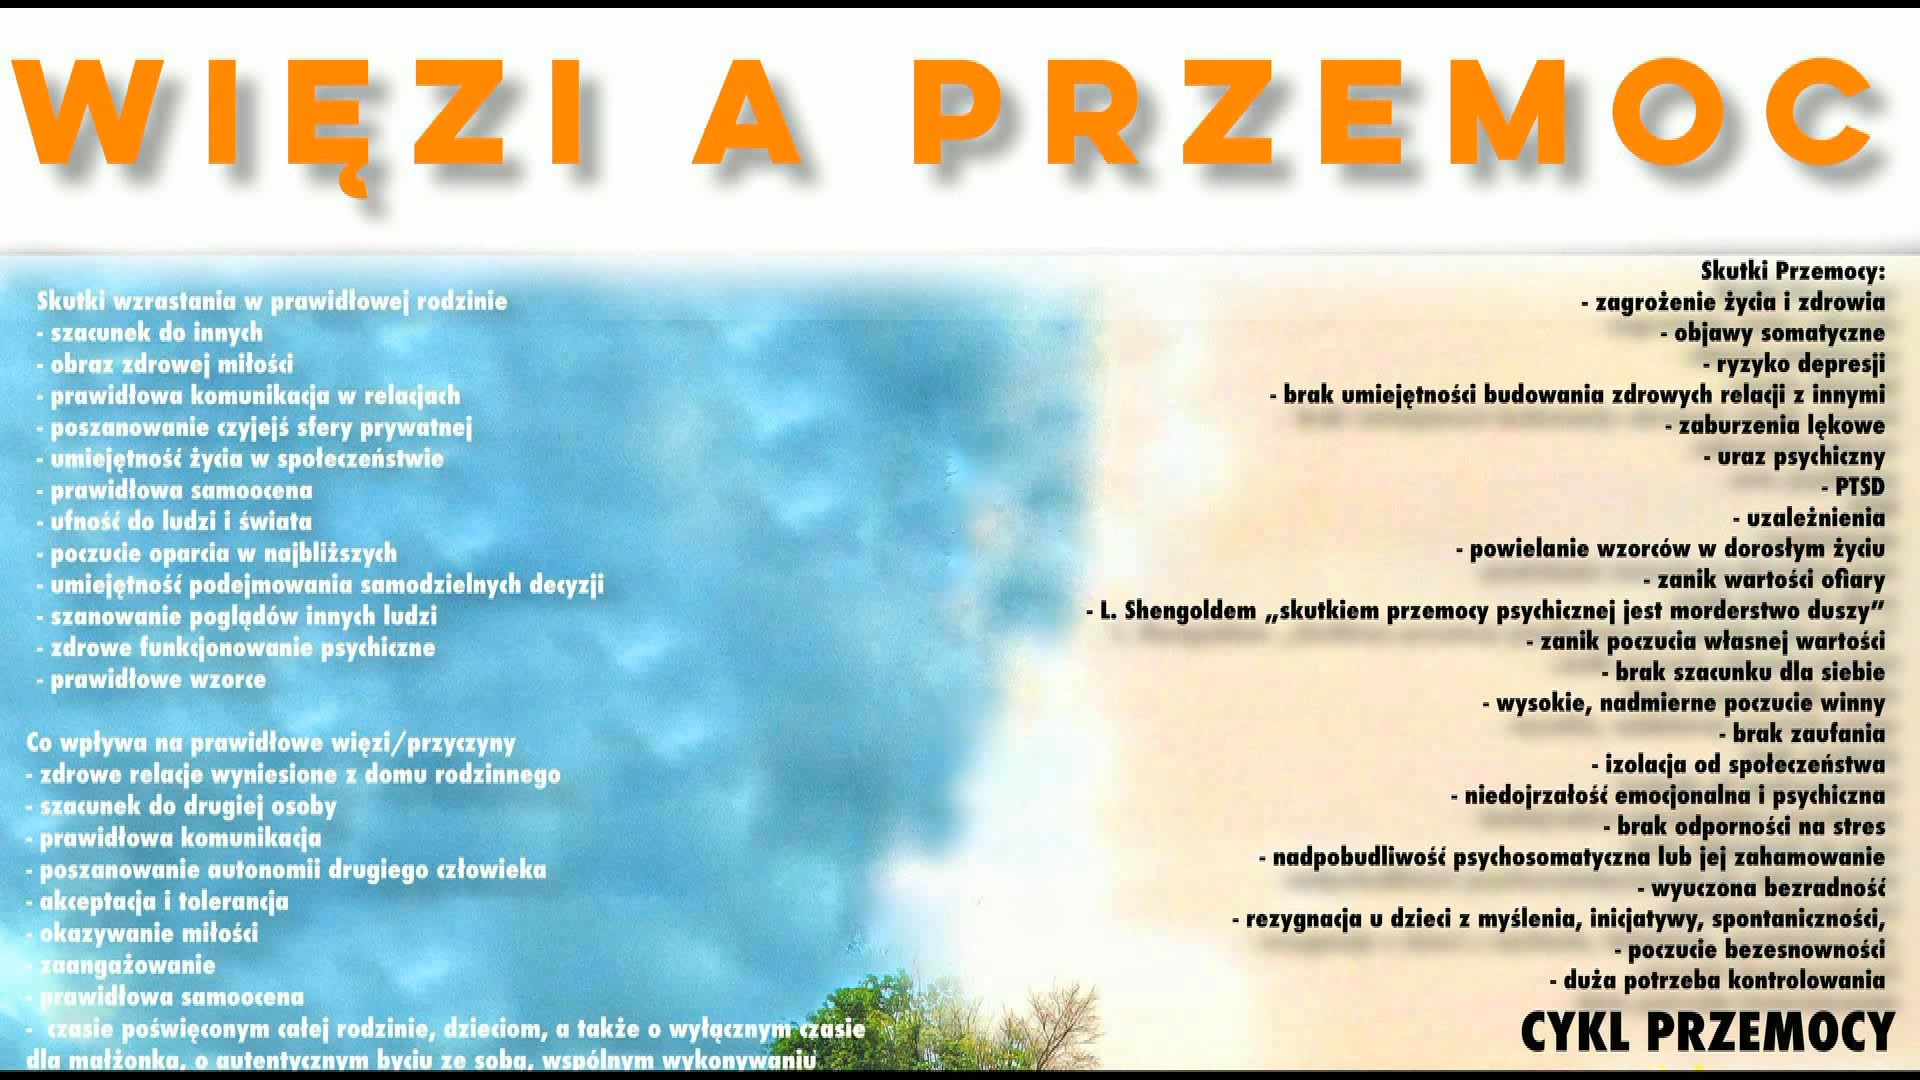 WIĘZI A PRZEMOC
Skutki wzrastania w prawidłowej rodzinie
- szacunek do innych
- obraz zdrowej miłości
- prawidłowa komunikacja w relacjach
- poszanowanie czyjejś sfery prywatnej
- umiejętność życia w społeczeństwie
- prawidłowa samoocena
- ufność do ludzi i świata
- poczucie oparcia w najbliższych
- umiejętność podejmowania samodzielnych decyzji
- szanowanie poglądów innych ludzi
- zdrowe funkcjonowanie psychiczne
- prawidłowe wzorce
Co wpływa na prawidłowe więzi/przyczyny
- zdrowe relacje wyniesione z domu rodzinnego
- szacunek do drugiej osoby
- prawidłowa komunikacja
- poszanowanie autonomii drugiego człowieka
- akceptacja i tolerancja
- okazywanie miłości
- zaangażowanie
- prawidłowa samoocena
- czasie poświęconym całej rodzinie, dzieciom, a także o wyłącznym czasie
dla małżonka, o autentycznym byciu ze sobą, wspólnym wykonywaniu
Skutki Przemocy:
- zagrożenie życia i zdrowia
- objawy somatyczne
- ryzyko depresji
- brak umiejętności budowania zdrowych relacji z innymi
- zaburzenia lękowe
- uraz psychiczny
- PTSD
- uzależnienia
- powielanie wzorców w dorosłym życiu
- zanik wartości ofiary
- L. Shengoldem „skutkiem przemocy psychicznej jest morderstwo duszy”
- zanik poczucia własnej wartości
- brak szacunku dla siebie
- wysokie, nadmierne poczucie winny
- brak zaufania
- izolacja od społeczeństwa
- niedojrzałość emocjonalna i psychiczna
- brak odporności na stres
- nadpobudliwość psychosomatyczna lub jej zahamowanie
- wyuczona bezradność
- rezygnacja u dzieci z myślenia, inicjatywy, spontaniczności,
- poczucie bezesnowności
- duża potrzeba kontrolowania
CYKL PRZEMOCY